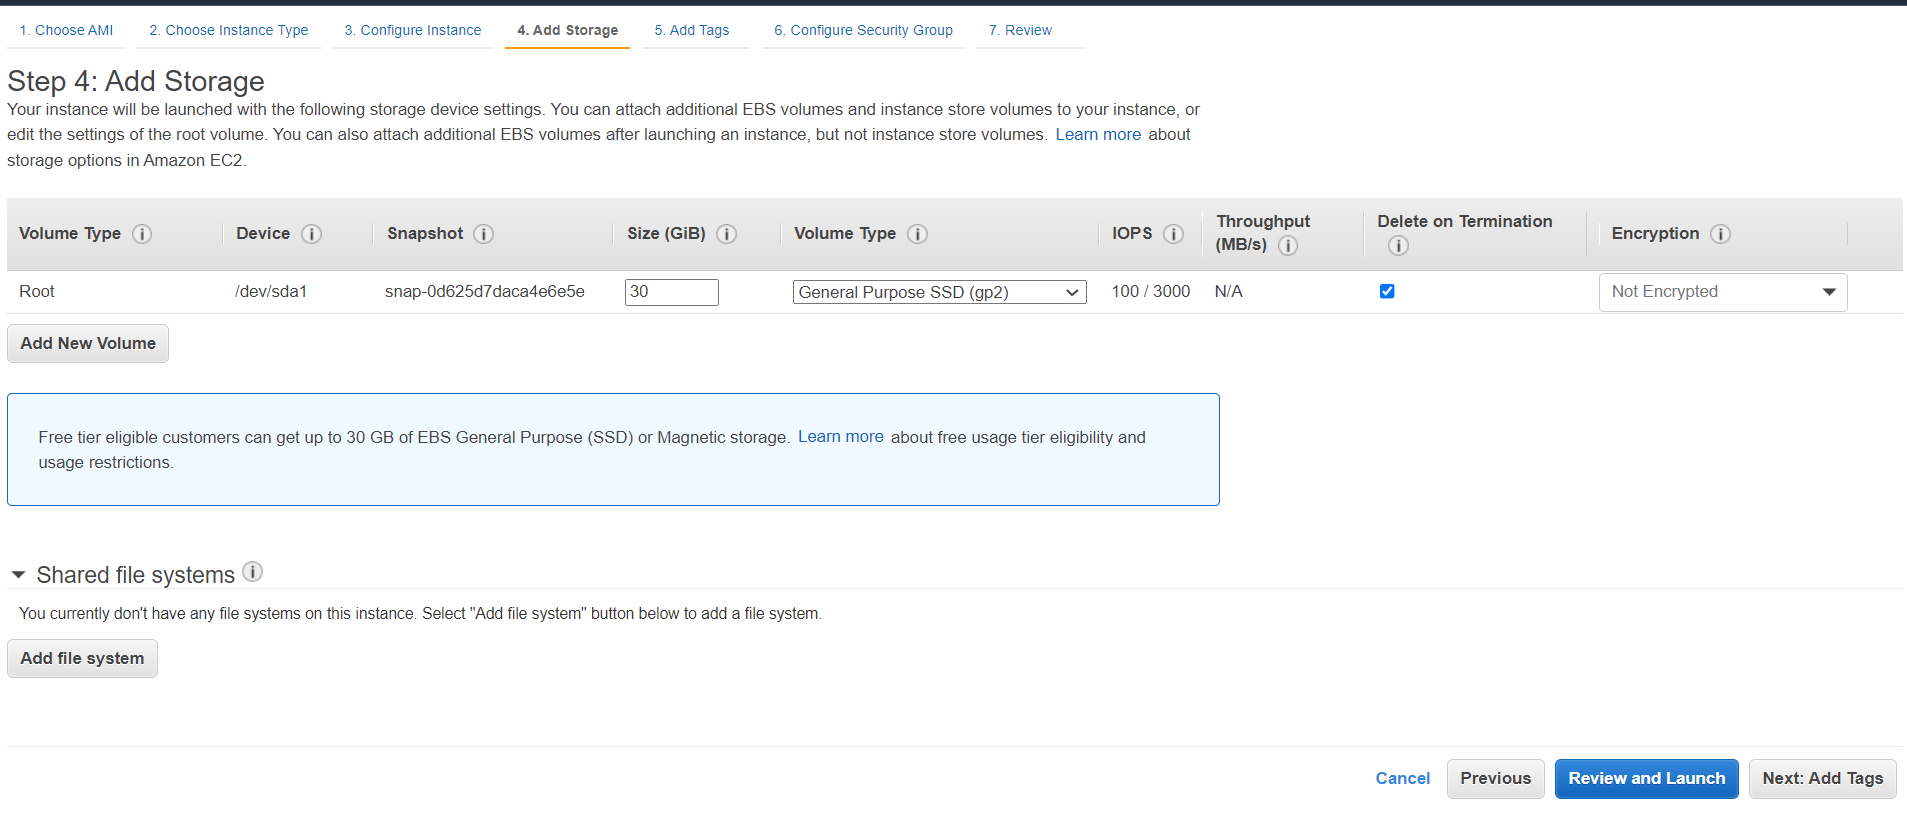 1. Choose AMI 2. Choose Instance Type 3. Configure Instance 4. Add Storage 5. Add Tags 6. Configure Security Group 7. Review
Step 4: Add Storage
Your instance will be launched with the following storage device settings. You can attach additional EBS volumes and instance store volumes to your instance, or
edit the settings of the root volume. You can also attach additional EBS volumes after launching an instance, but not instance store volumes. Learn more about
storage options in Amazon EC2.
Volume Type Device Snapshot Size (GiB) Volume Type IOPS Throughput (MB/s) Delete on Termination Encryption
Root /dev/sda1 snap-0d625d7daca4e6e5e 30 General Purpose SSD (gp2) 100 / 3000 N/A Not Encrypted
Add New Volume
Free tier eligible customers can get up to 30 GB of EBS General Purpose (SSD) or Magnetic storage. Learn more about free usage tier eligibility and
usage restrictions.
Shared file systems
You currently don't have any file systems on this instance. Select "Add file system" button below to add a file system.
Add file system
Cancel Previous Review and Launch Next: Add Tags